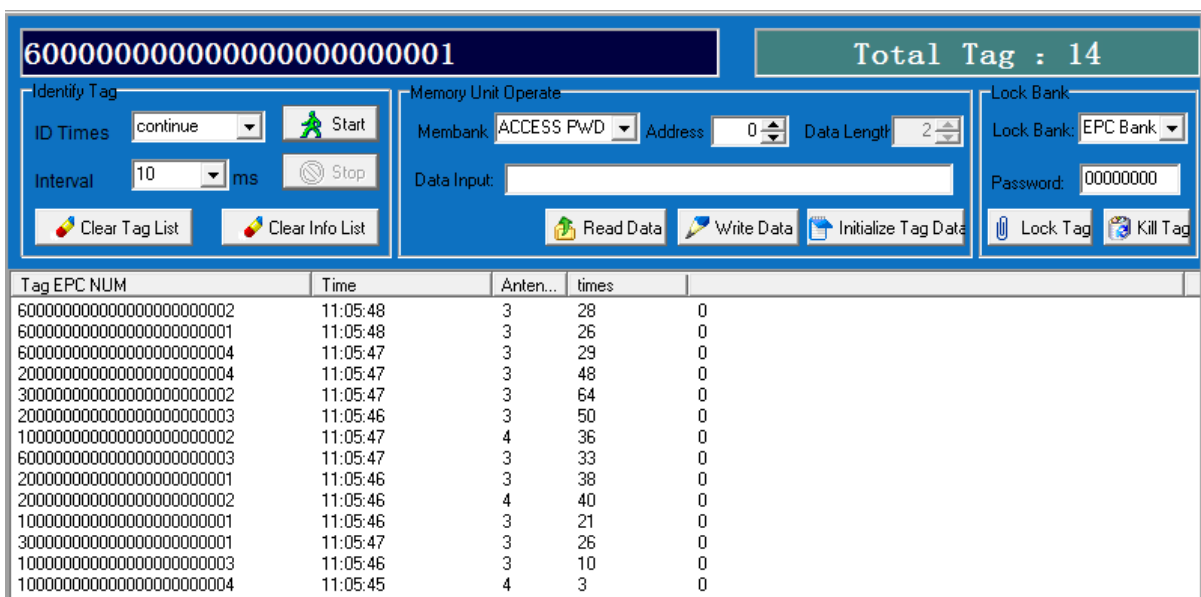 600000000000000000000001 Total Tag : 14
Identify Tag Memory Unit Operate Lock Bank
ID Times continue Start Membank ACCESS PWD Address 0 Data Length 2 Lock Bank: EPC Bank
Interval 10 ms Stop Data Input: Password: 00000000
Clear Tag List Clear Info List Read Data Write Data Initialize Tag Data Lock Tag Kill Tag
Tag EPC NUM Time Anten... times
600000000000000000000002 11:05:48 3 28 0
600000000000000000000001 11:05:48 3 26 0
600000000000000000000004 11:05:47 3 29 0
200000000000000000000004 11:05:47 3 48 0
300000000000000000000002 11:05:47 3 64 0
200000000000000000000003 11:05:46 3 50 0
100000000000000000000002 11:05:47 4 36 0
600000000000000000000003 11:05:47 3 33 0
200000000000000000000001 11:05:46 3 38 0
200000000000000000000002 11:05:46 4 40 0
100000000000000000000001 11:05:46 3 21 0
300000000000000000000001 11:05:47 3 26 0
100000000000000000000003 11:05:46 3 10 0
100000000000000000000004 11:05:45 4 3 0